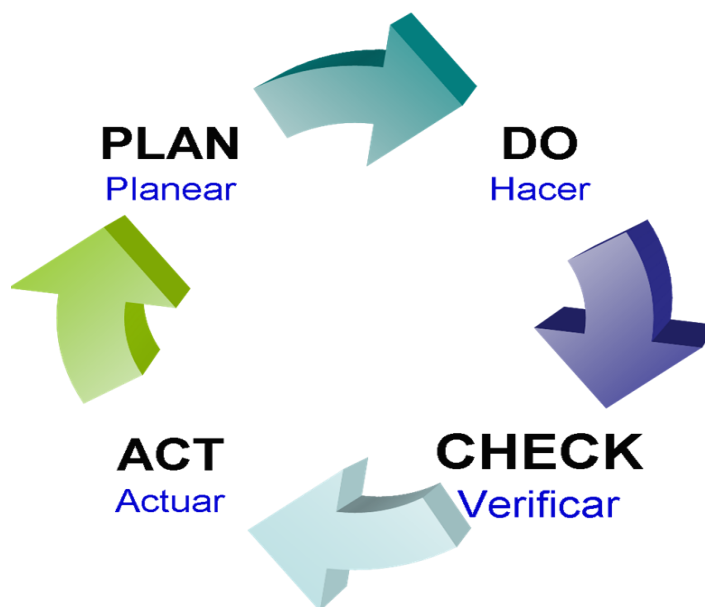 PLAN
Planear
DO
Hacer
CHECK
Verificar
ACT
Actuar